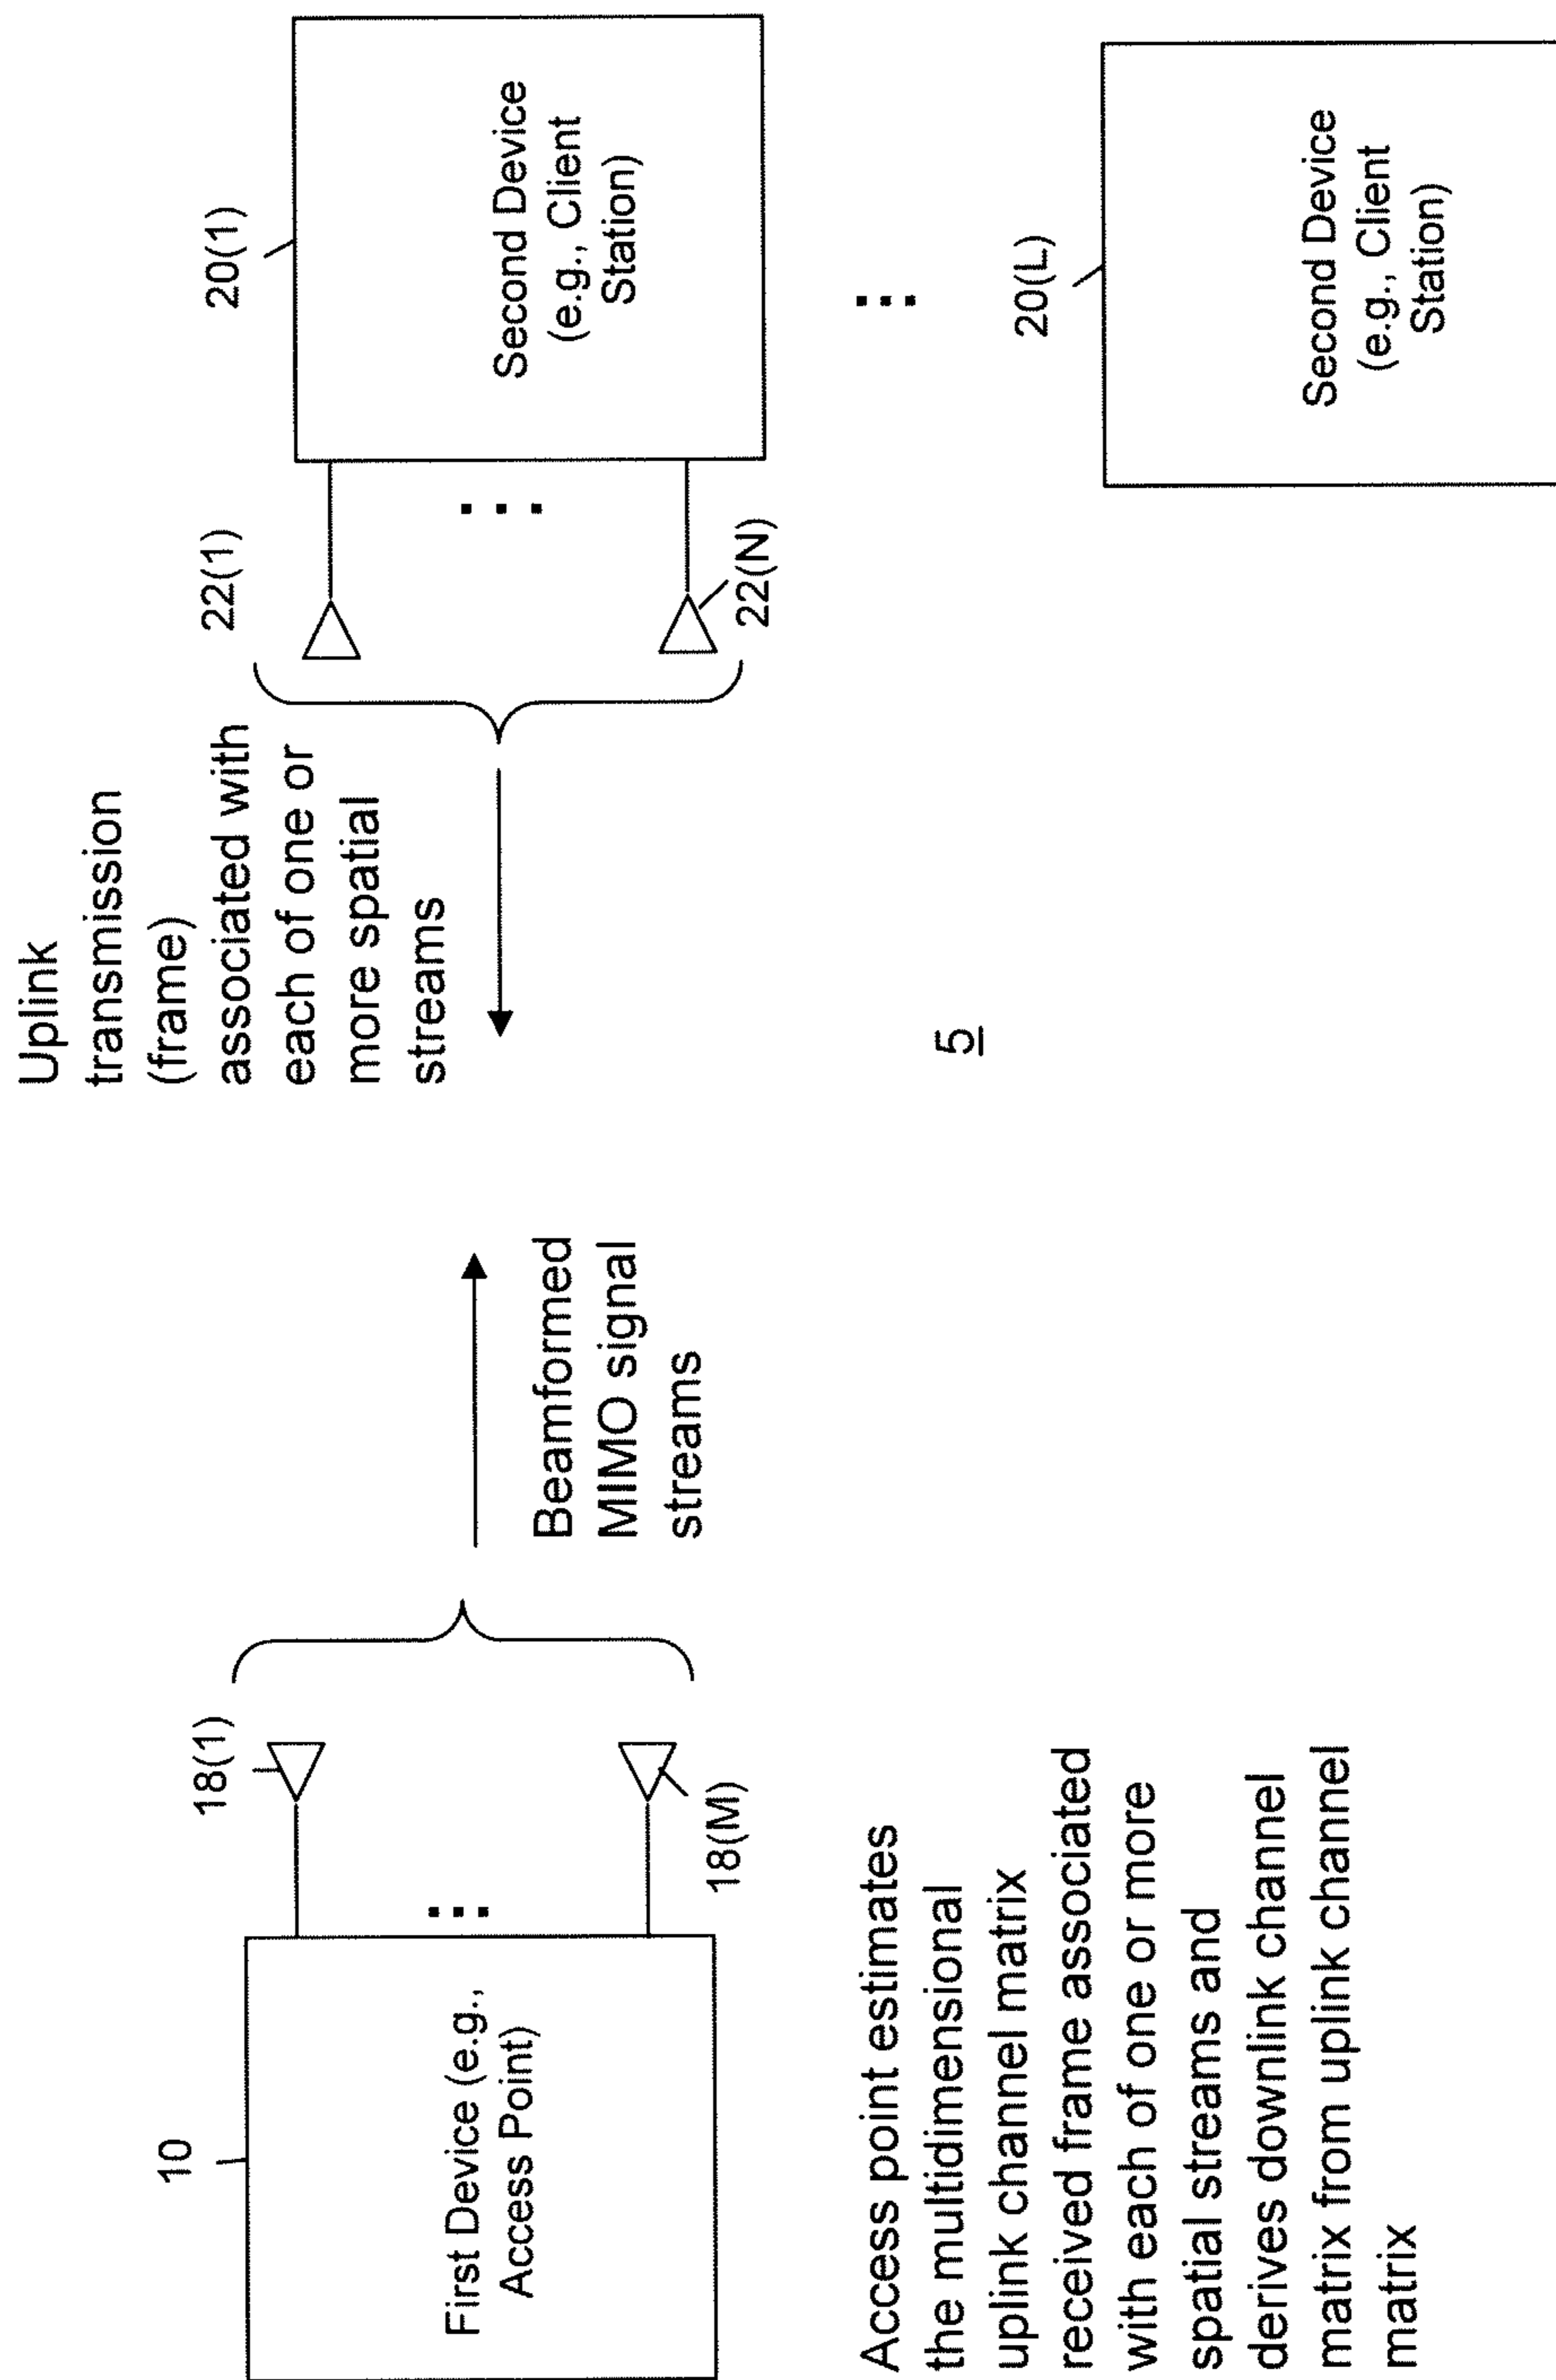 Uplink
transmission
(frame)
associated with
each of one or
more spatial
streams
10
First Device (e.g.,
Access Point)
18(1)
...
18(M)
Beamformed
MIMO signal
streams
22(1)
...
22(N)
20(1)
Second Device
(e.g., Client
Station)
...
20(L)
Second Device
(e.g., Client
Station)
5
Access point estimates
the multidimensional
uplink channel matrix
received frame associated
with each of one or more
spatial streams and
derives downlink channel
matrix from uplink channel
matrix